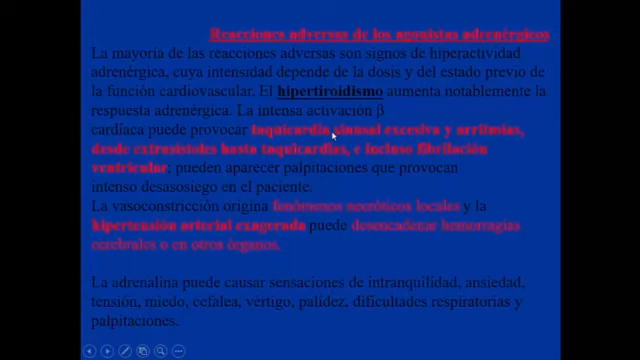 Reacciones adversas de los agonistas adrenérgicos
La mayoría de las reacciones adversas son signos de hiperactividad
adrenérgica, cuya intensidad depende de la dosis y del estado previo de
la función cardiovascular. El hipertiroidismo aumenta notablemente la
respuesta adrenérgica. La intensa activación β
cardíaca puede provocar taquicardia sinusal excesiva y arritmias,
desde extrasístoles hasta taquicardias, e incluso fibrilación
ventricular; pueden aparecer palpitaciones que provocan
intenso desasosiego en el paciente.
La vasoconstricción origina fenómenos necróticos locales y la
hipertensión arterial exagerada puede desencadenar hemorragias
cerebrales o en otros órganos.
La adrenalina puede causar sensaciones de intranquilidad, ansiedad,
tensión, miedo, cefalea, vértigo, palidez, dificultades respiratorias y
palpitaciones.